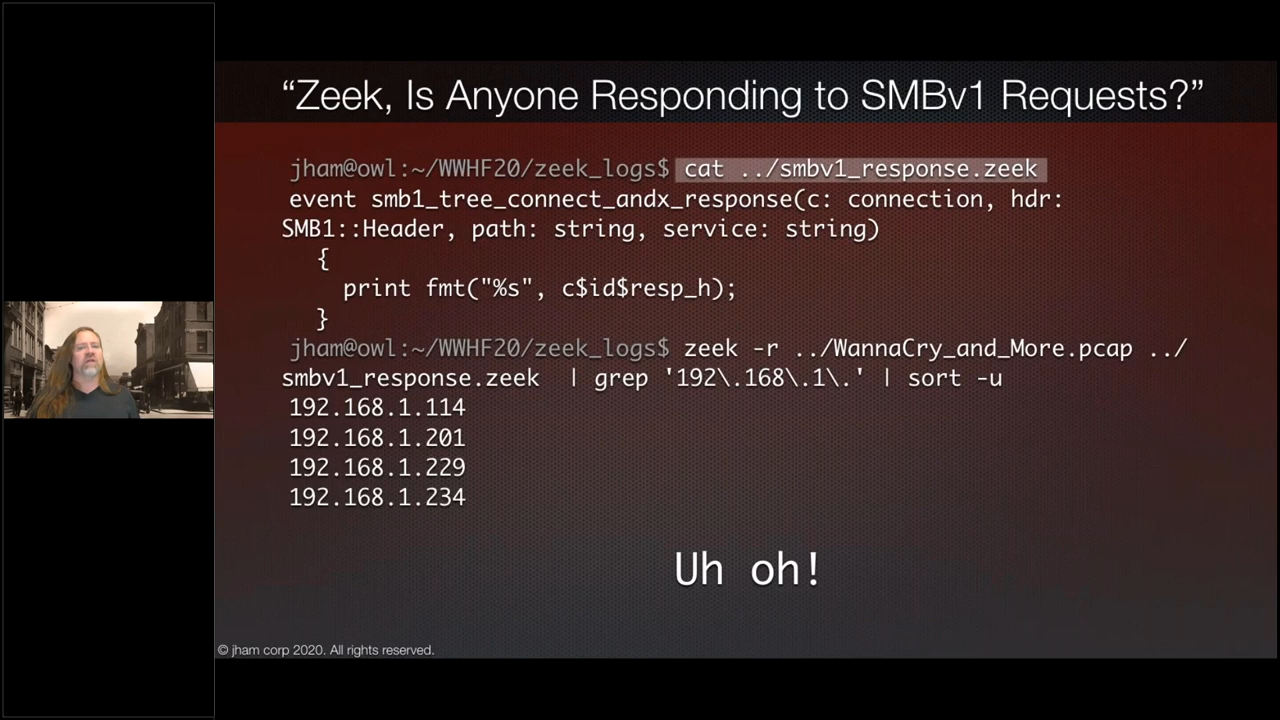 “Zeek, Is Anyone Responding to SMBv1 Requests?”
jham@owl:~/WWHF20/zeek_logs$ cat ../smbv1_response.zeek
event smb1_tree_connect_andx_response(c: connection, hdr:
SMB1::Header, path: string, service: string)
{
print fmt("%s", c$id$resp_h);
}
jham@owl:~/WWHF20/zeek_logs$ zeek -r ../WannaCry_and_More.pcap ../
smbv1_response.zeek | grep '192\.168\.1\.' | sort -u
192.168.1.114
192.168.1.201
192.168.1.229
192.168.1.234
Uh oh!
© jham corp 2020. All rights reserved.